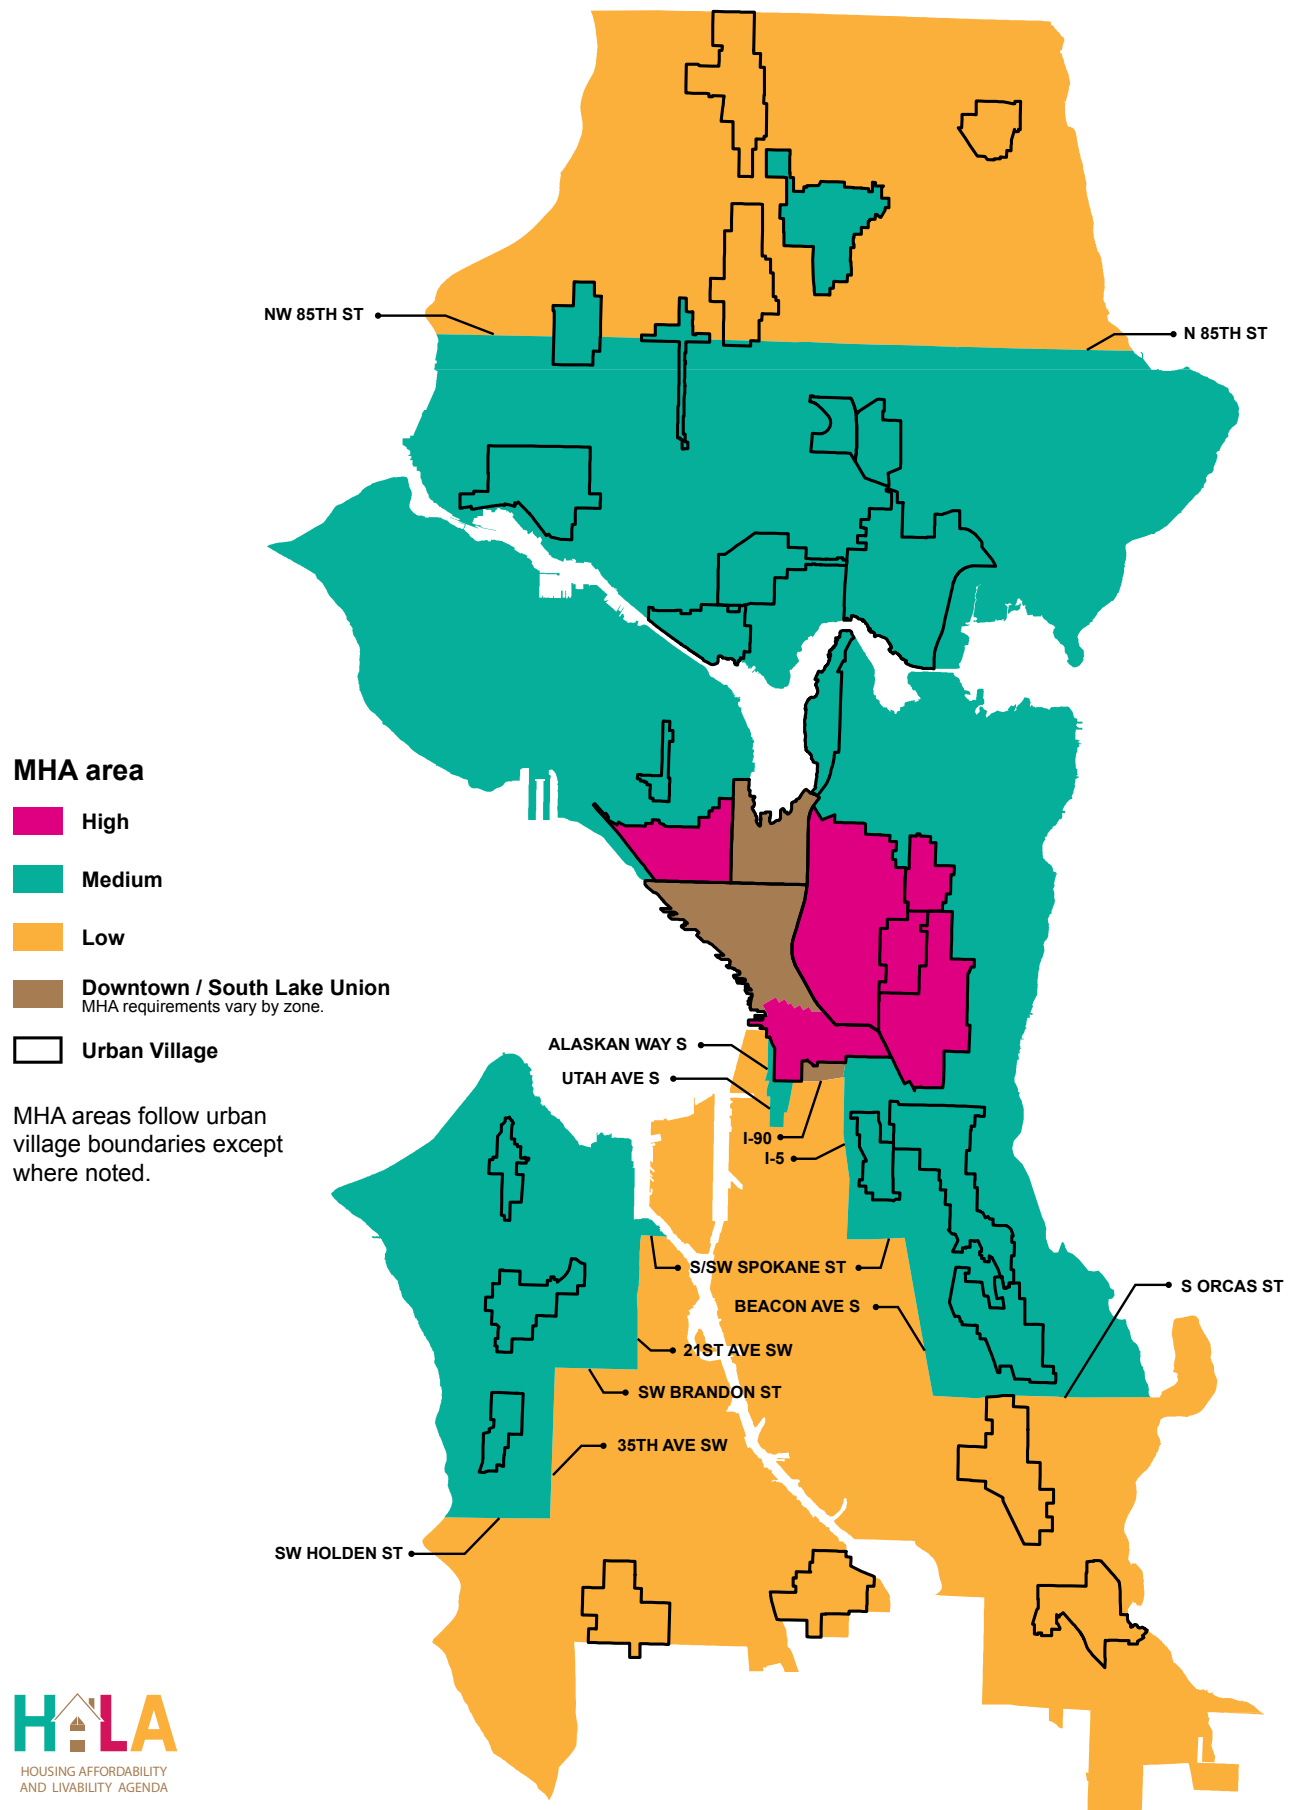 NW 85TH ST
N 85TH ST
MHA area
High
Medium
Low
Downtown / South Lake Union
MHA requirements vary by zone.
Urban Village
MHA areas follow urban
village boundaries except
where noted.
ALASKAN WAY S
UTAH AVE S
I-90
I-5
S/SW SPOKANE ST
BEACON AVE S
S ORCAS ST
21ST AVE SW
SW BRANDON ST
35TH AVE SW
SW HOLDEN ST
HALA
HOUSING AFFORDABILITY
AND LIVABILITY AGENDA